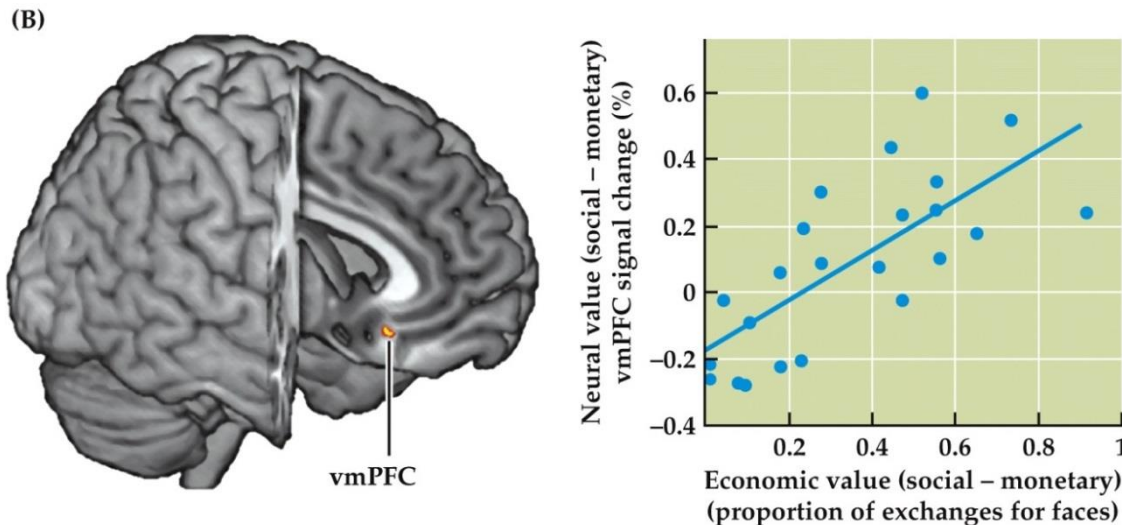 (B)
vmPFC
Neural value (social – monetary)
vmPFC signal change (%)
0.6
0.4
0.2
0
–0.2
–0.4
0.2
0.4
0.6
0.8
1
Economic value (social – monetary)
(proportion of exchanges for faces)